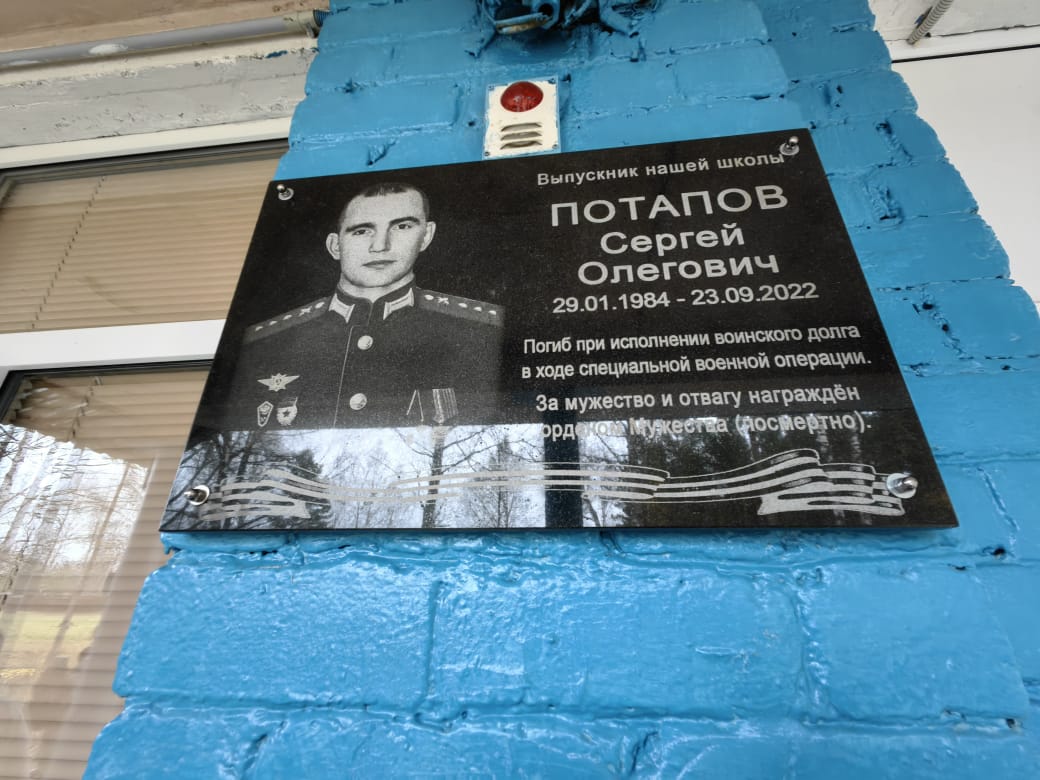 Выпускник нашей школы
ПОТАПОВ
Сергей
Олегович
29.01.1984 - 23.09.2022
Погиб при исполнении воинского долга
в ходе специальной военной операции.
За мужество и отвагу награждён
орденом Мужества (посмертно).